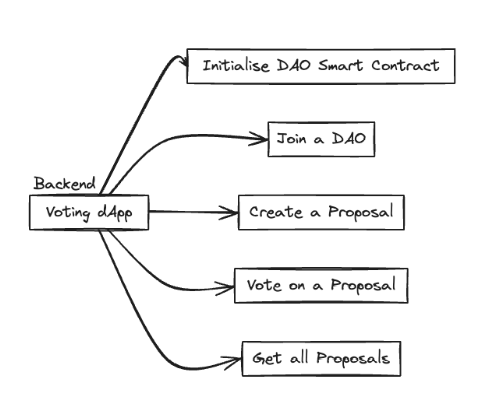 Initialise DAO Smart Contract
Join a DAO
Backend
Voting dApp
Create a Proposal
Vote on a Proposal
Get all Proposals